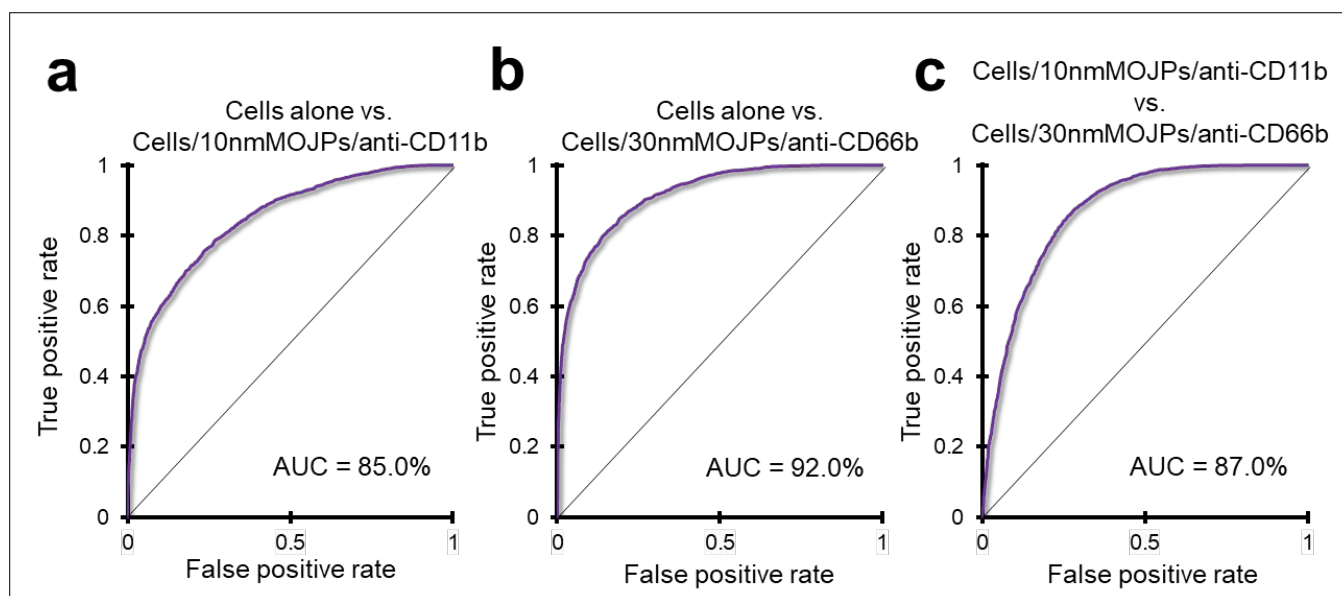 a
Cells alone vs.
Cells/10nmMOJPs/anti-CD11b
1
0.8
0.6
0.4
0.2
0
True positive rate
AUC = 85.0%
0
0.5
1
False positive rate
b
Cells alone vs.
Cells/30nmMOJPs/anti-CD66b
1
0.8
0.6
0.4
0.2
0
True positive rate
AUC = 92.0%
0
0.5
1
False positive rate
c
Cells/10nmMOJPs/anti-CD11b
vs.
Cells/30nmMOJPs/anti-CD66b
1
0.8
0.6
0.4
0.2
0
True positive rate
AUC = 87.0%
0
0.5
1
False positive rate